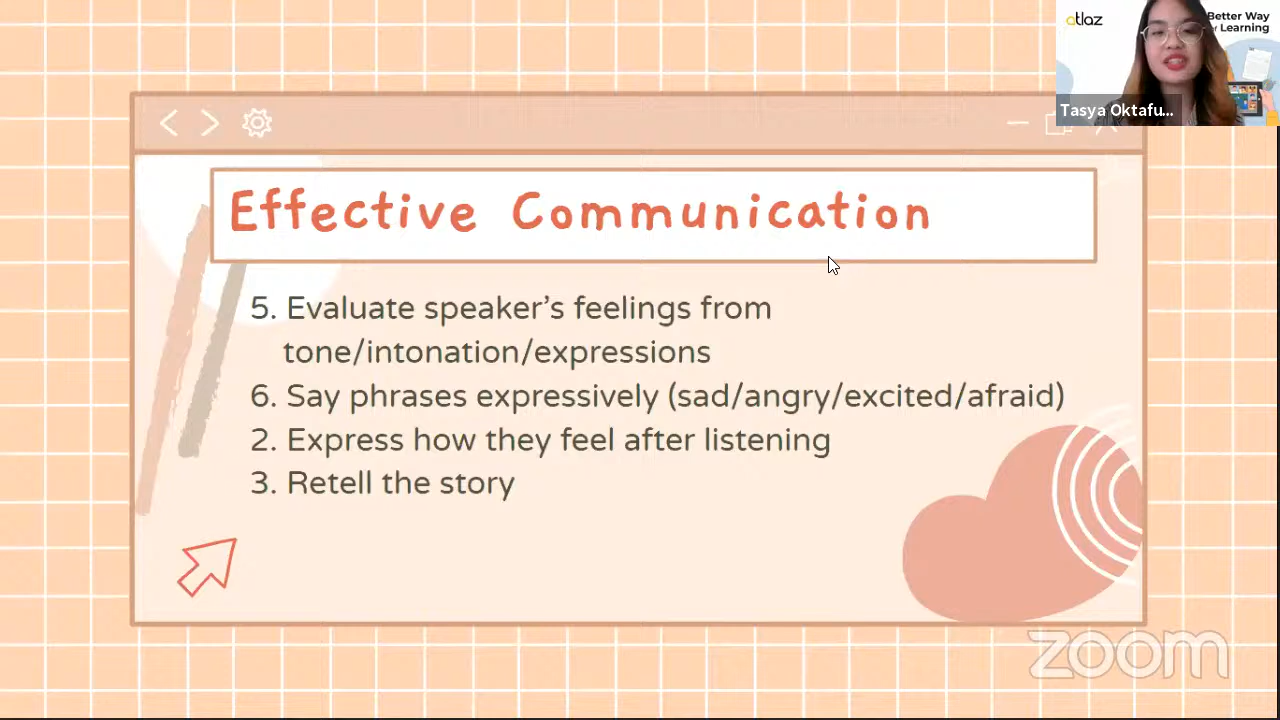 atlaz
Better Way
Learning
Tasya Oktafu...
Effective Communication
5. Evaluate speaker's feelings from
tone/intonation/expressions
6. Say phrases expressively (sad/angry/excited/afraid)
2. Express how they feel after listening
3. Retell the story
zoom